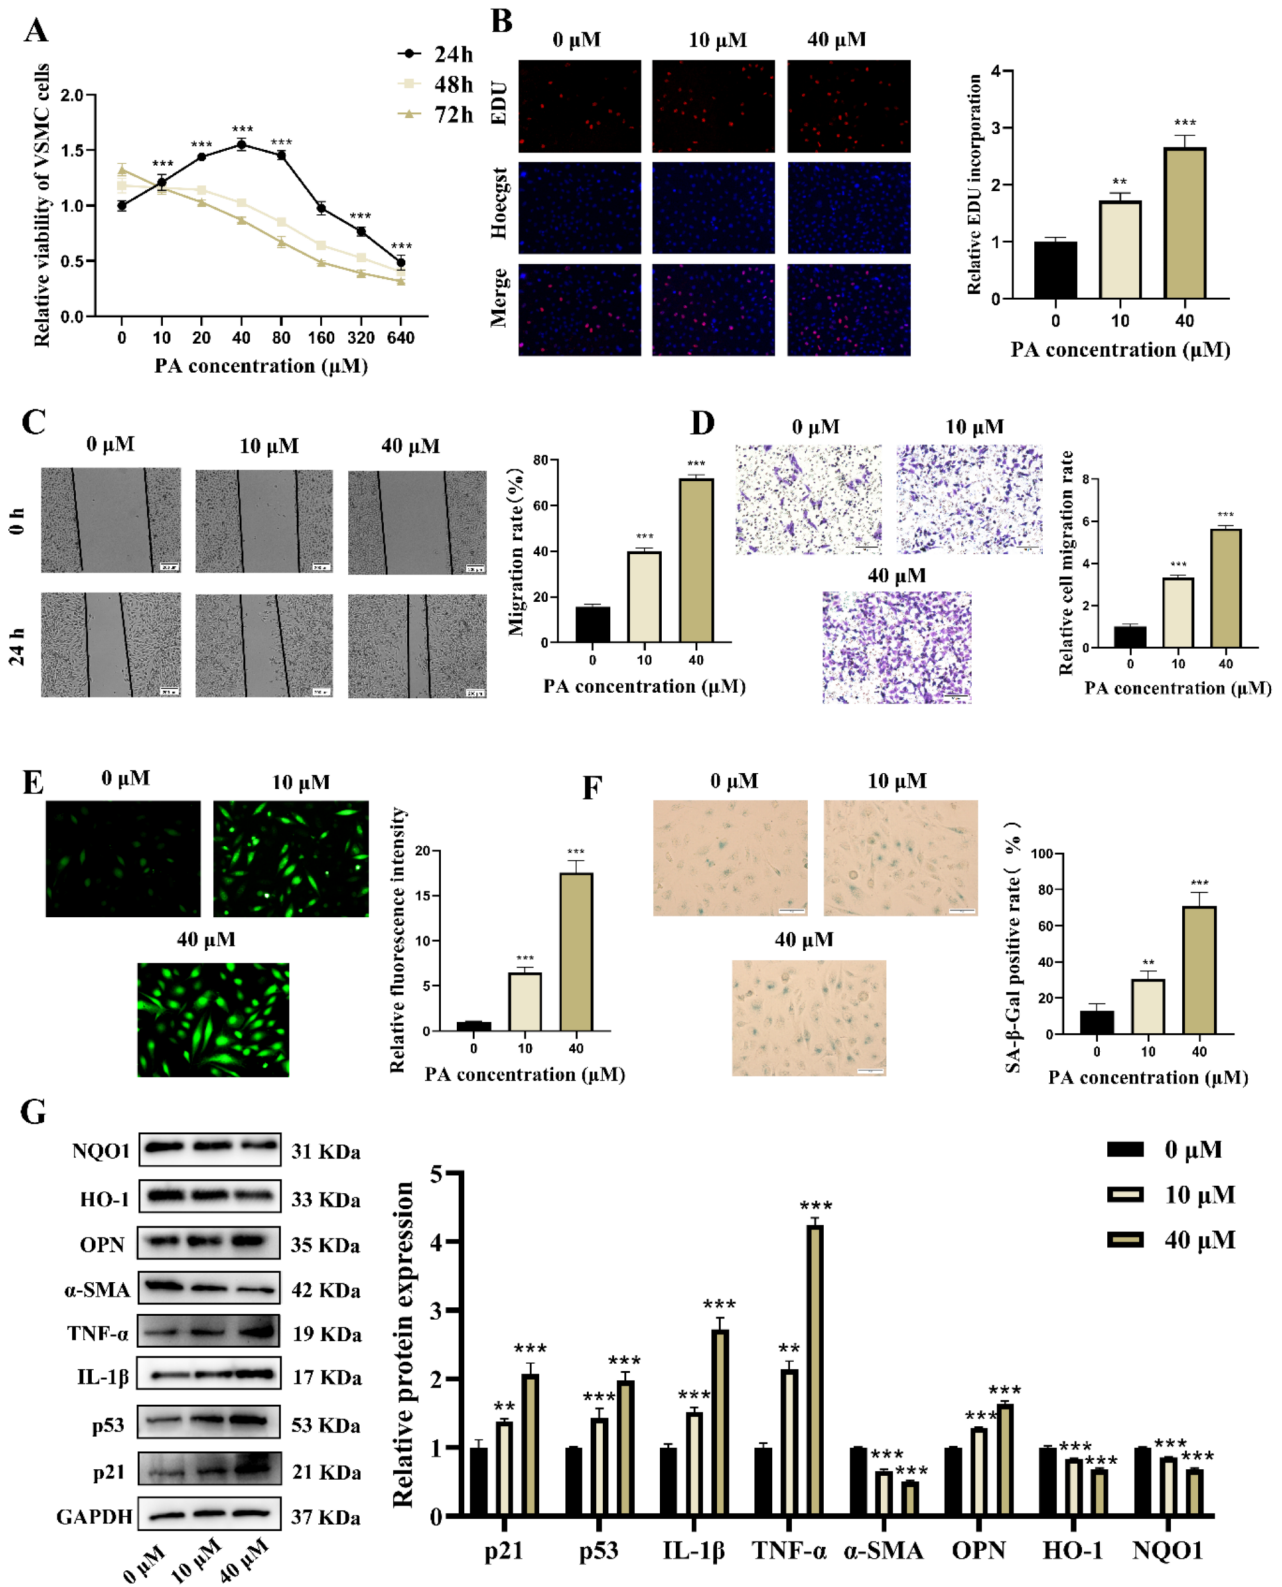 A
24h
48h
72h
Relative viability of VSMC cells
2.0
1.5
1.0
0.5
0.0
*** *** *** *** *** ***
0 10 20 40 80 160 320 640
PA concentration (μM)
B
0 μM 10 μM 40 μM
EDU
Hoecgst
Merge
Relative EDU incorporation
4
3
2
1
0
** ***
0 10 40
PA concentration (μM)
C
0 μM 10 μM 40 μM
0 h
24 h
Migration rate(%)
80
60
40
20
0
*** ***
0 10 40
PA concentration (μM)
D
0 μM 10 μM
40 μM
Relative cell migration rate
8
6
4
2
0
*** ***
0 10 40
PA concentration (μM)
E
0 μM 10 μM
40 μM
Relative fluorescence intensity
20
15
10
5
0
*** ***
0 10 40
PA concentration (μM)
F
0 μM 10 μM
40 μM
SA-β-Gal positive rate( % )
100
80
60
40
20
0
** ***
0 10 40
PA concentration (μM)
G
NQO1 31 KDa
HO-1 33 KDa
OPN 35 KDa
α-SMA 42 KDa
TNF-α 19 KDa
IL-1β 17 KDa
p53 53 KDa
p21 21 KDa
GAPDH 37 KDa
0 μM 10 μM 40 μM
0 μM
10 μM
40 μM
Relative protein expression
5
4
3
2
1
0
** *** *** *** *** *** ** *** *** *** *** *** *** *** *** ***
p21 p53 IL-1β TNF-α α-SMA OPN HO-1 NQO1